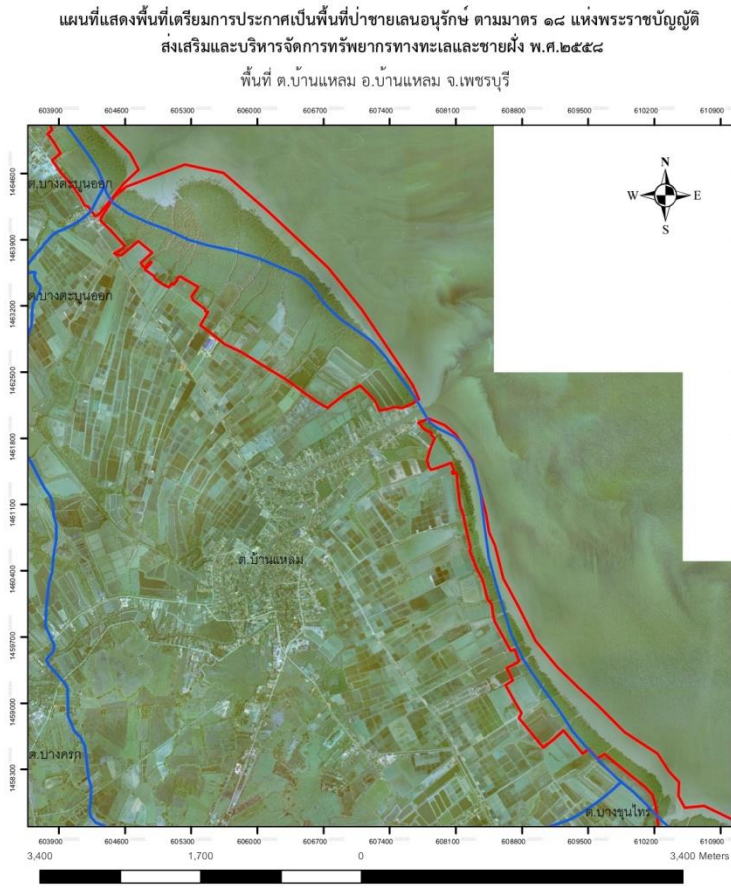 แผนที่แสดงพื้นที่เตรียมการประกาศเป็นพื้นที่ป่าชายเลนอนุรักษ์ ตามมาตร ๑๘ แห่งพระราชบัญญัติ
ส่งเสริมและบริหารจัดการทรัพยากรทางทะเลและชายฝั่ง พ.ศ.๒๕๕๘
พื้นที่ ต.บ้านแหลม อ.บ้านแหลม จ.เพชรบุรี
603900 604600 605300 606000 606700 607400 608100 608800 609500 610200 610900
N
W E
S
1464600
ต.บางตะบูนออก
1463900
ต.บางตะบูนออก
1463200
1462500
1461800
1461100
ต.บ้านแหลม
1460400
1459700
1459000
ต.บางครก
1458300
ต.บางขุนไทร
603900 604600 605300 606000 606700 607400 608100 608800 609500 610200 610900
3,400 1,700 0 3,400 Meters